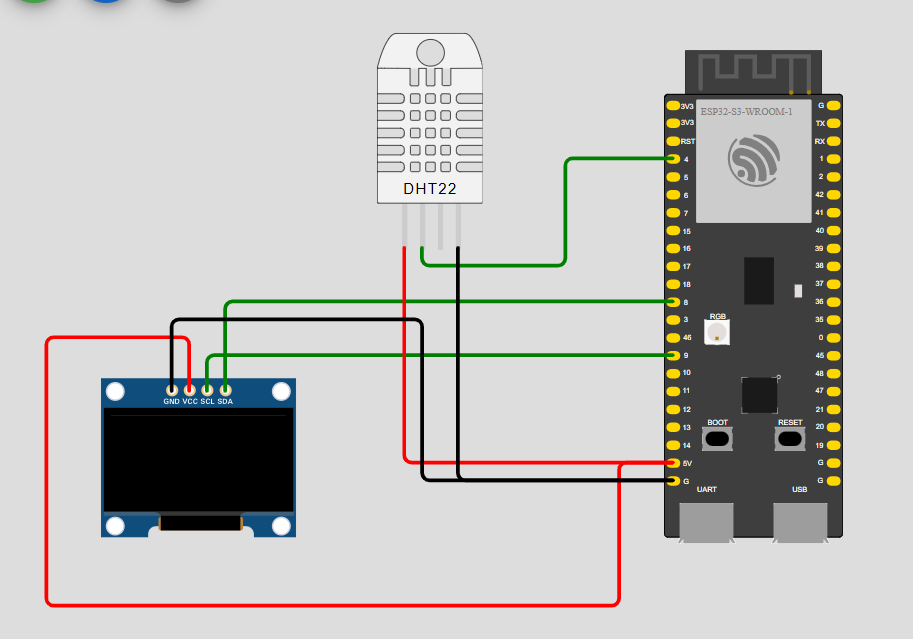 DHT22
ESP32-S3-WROOM-1
3V3
3V3
RST
4
5
6
7
15
16
17
18
8
3
46
9
10
11
12
13
14
5V
G
G
TX
RX
1
2
42
41
40
39
38
37
36
35
0
45
48
47
21
20
19
G
G
RGB
BOOT RESET
UART USB
GND VCC SCL SDA